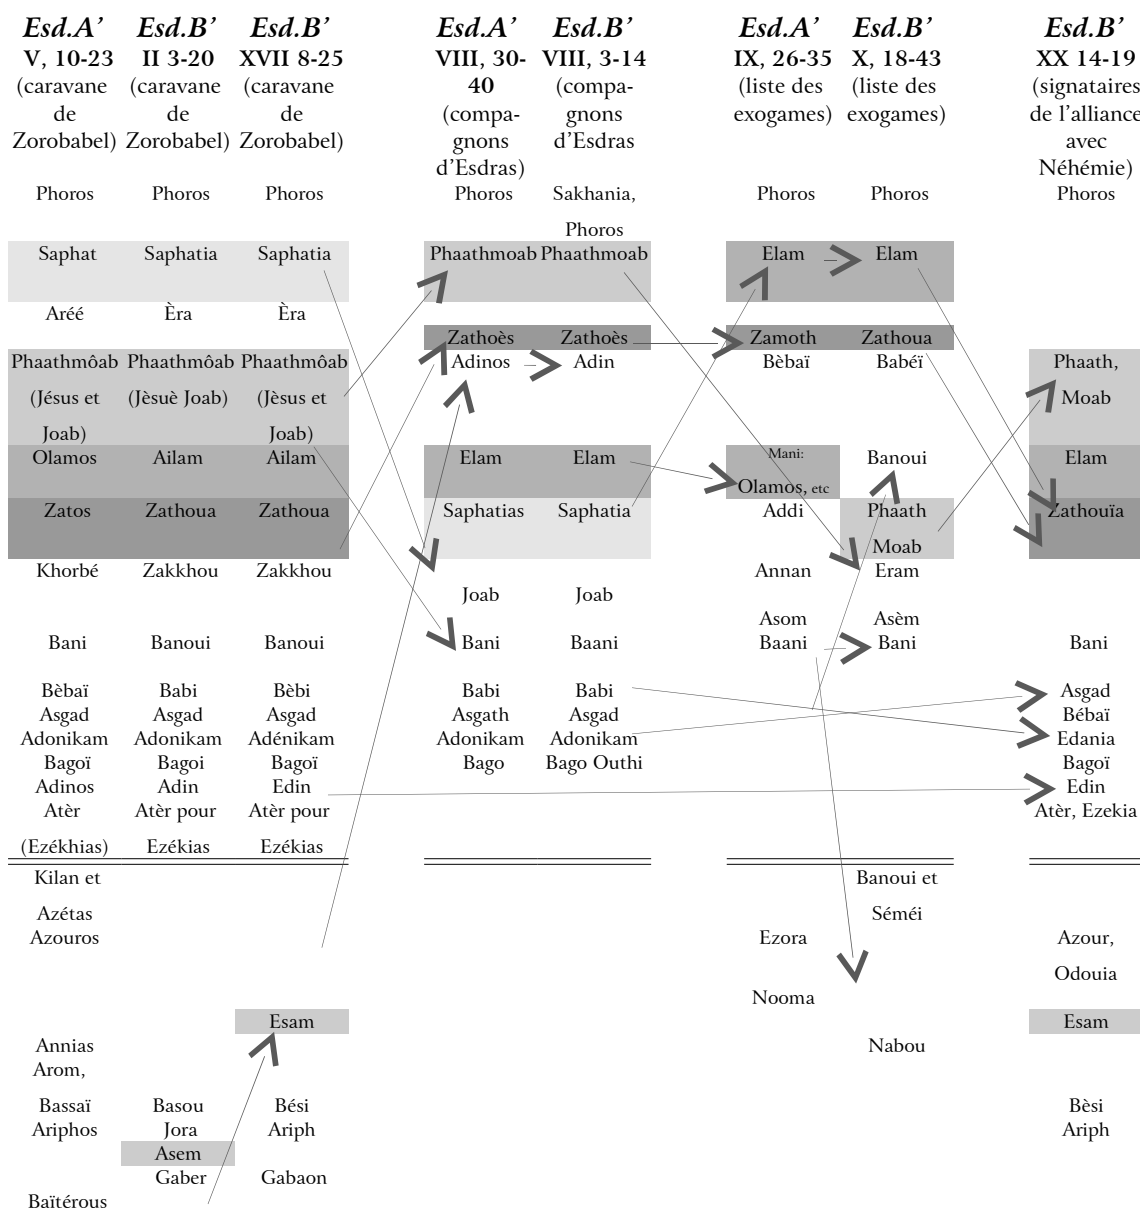 Esd.A’ Esd.B’ Esd.B’ Esd.A’ Esd.B’ Esd.A’ Esd.B’ Esd.B’
V, 10-23 II 3-20 XVII 8-25 VIII, 30- VIII, 3-14 IX, 26-35 X, 18-43 XX 14-19
(caravane (caravane (caravane 40 (compa- (liste des (liste des (signataires
de de de (compa- gnons exogames) exogames) de l’alliance
Zorobabel) Zorobabel) Zorobabel) gnons d’Esdras avec
d’Esdras) Néhémie)
Phoros Phoros Phoros Phoros Sakhania, Phoros Phoros Phoros
Phoros
Saphat Saphatia Saphatia Phaathmoab Phaathmoab Elam Elam
Aréé Èra Èra
Zathoès Zathoès Zamoth Zathoua
Phaathmôab Phaathmôab Phaathmôab Adinos Adin Bèbaï Babéï Phaath,
(Jésus et (Jèsuè Joab) (Jèsus et Moab
Joab) Joab)
Olamos Ailam Ailam Elam Elam Mani: Banoui Elam
Olamos, etc
Zatos Zathoua Zathoua Saphatias Saphatia Addi Phaath Zathouïa
Moab
Khorbé Zakkhou Zakkhou Annan Eram
Joab Joab
Asom Asèm
Bani Banoui Banoui Bani Baani Baani Bani Bani
Bèbaï Babi Bèbi Babi Babi Asgad
Asgad Asgad Asgad Asgath Asgad Bébaï
Adonikam Adonikam Adénikam Adonikam Adonikam Edania
Bagoï Bagoi Bagoï Bago Bago Outhi Bagoï
Adinos Adin Edin Edin
Atèr Atèr pour Atèr pour Atèr, Ezekia
(Ezékhias) Ezékias Ezékias
Kilan et Banoui et
Azétas Séméi
Azouros Ezora Azour,
Odouia
Nooma
Esam Esam
Annias Nabou
Arom,
Bassaï Basou Bési Bèsi
Ariphos Jora Ariph Ariph
Asem
Gaber Gabaon
Baïtérous